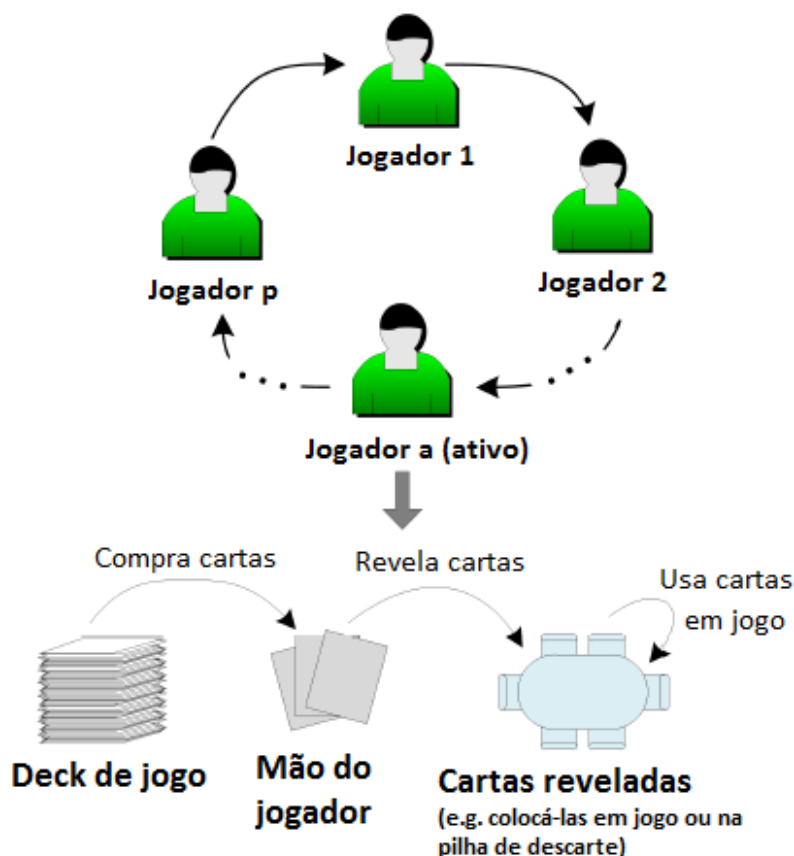 Jogador 1
Jogador p
Jogador 2
Jogador a (ativo)
Compra cartas
Revela cartas
Usa cartas
em jogo
Deck de jogo
Mão do
jogador
Cartas reveladas
(e.g. colocá-las em jogo ou na
pilha de descarte)